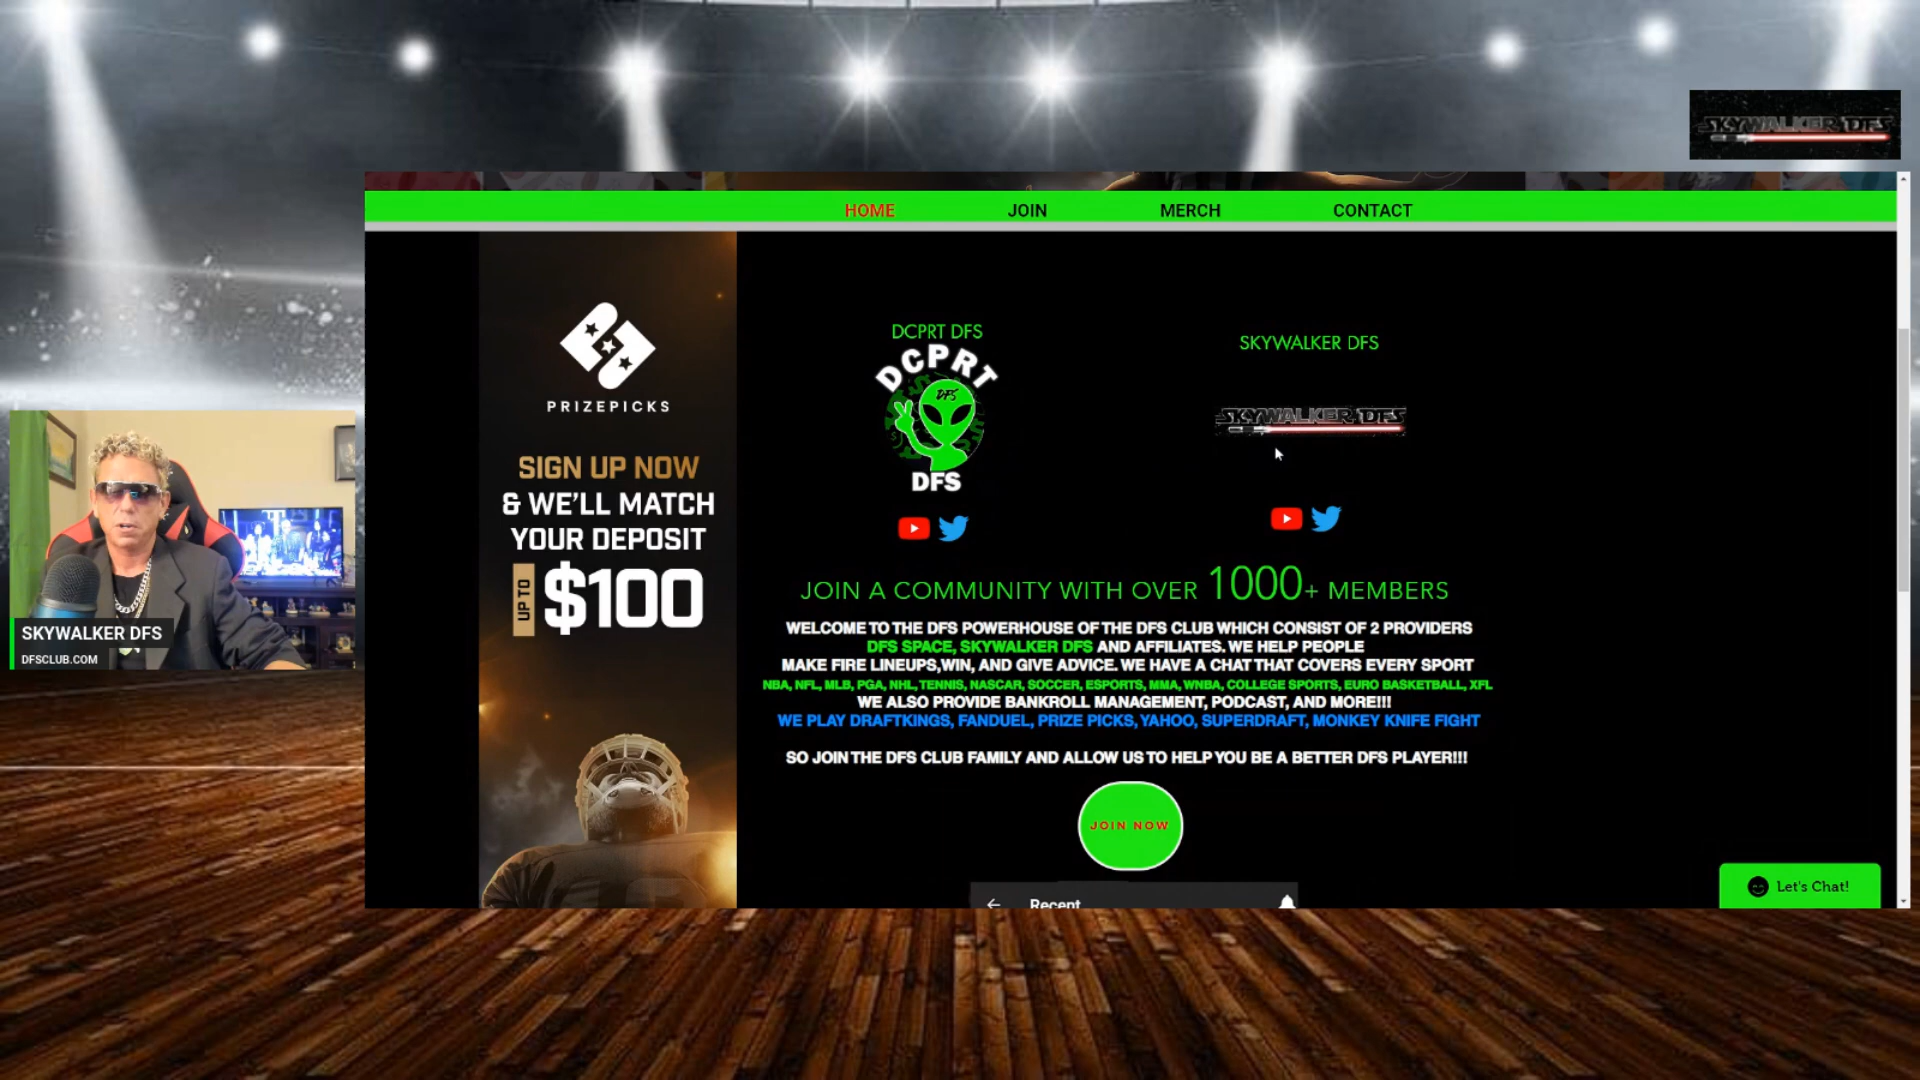 SKYWALKER DFS
HOME JOIN MERCH CONTACT
PRIZEPICKS
SIGN UP NOW
& WE'LL MATCH
YOUR DEPOSIT
UP TO $100
DCPRT DFS
DCPRT
DFS
DFS
SKYWALKER DFS
SKYWALKER DFS
JOIN A COMMUNITY WITH OVER 1000+ MEMBERS
WELCOME TO THE DFS POWERHOUSE OF THE DFS CLUB WHICH CONSIST OF 2 PROVIDERS
DFS SPACE, SKYWALKER DFS AND AFFILIATES. WE HELP PEOPLE
MAKE FIRE LINEUPS,WIN, AND GIVE ADVICE. WE HAVE A CHAT THAT COVERS EVERY SPORT
NBA, NFL, MLB, PGA, NHL, TENNIS, NASCAR, SOCCER, ESPORTS, MMA, WNBA, COLLEGE SPORTS, EURO BASKETBALL, XFL
WE ALSO PROVIDE BANKROLL MANAGEMENT, PODCAST, AND MORE!!!
WE PLAY DRAFTKINGS, FANDUEL, PRIZE PICKS, YAHOO, SUPERDRAFT, MONKEY KNIFE FIGHT
SO JOIN THE DFS CLUB FAMILY AND ALLOW US TO HELP YOU BE A BETTER DFS PLAYER!!!
JOIN NOW
Recent
Let's Chat!
SKYWALKER DFS
DFSCLUB.COM